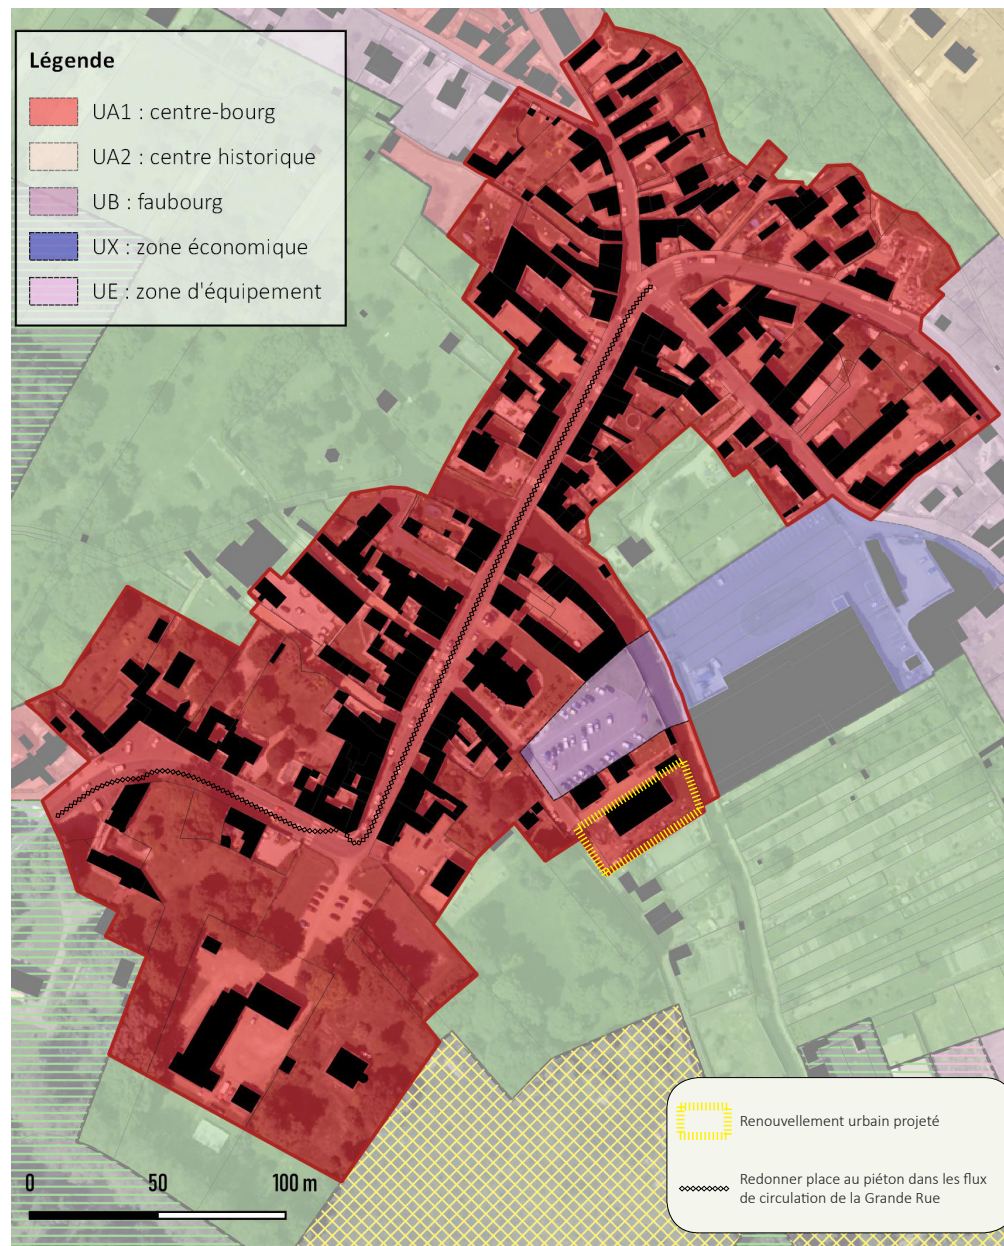 Légende
UA1 : centre-bourg
UA2 : centre historique
UB : faubourg
UX : zone économique
UE : zone d'équipement
0 50 100 m
Renouvellement urbain projeté
Redonner place au piéton dans les flux
de circulation de la Grande Rue